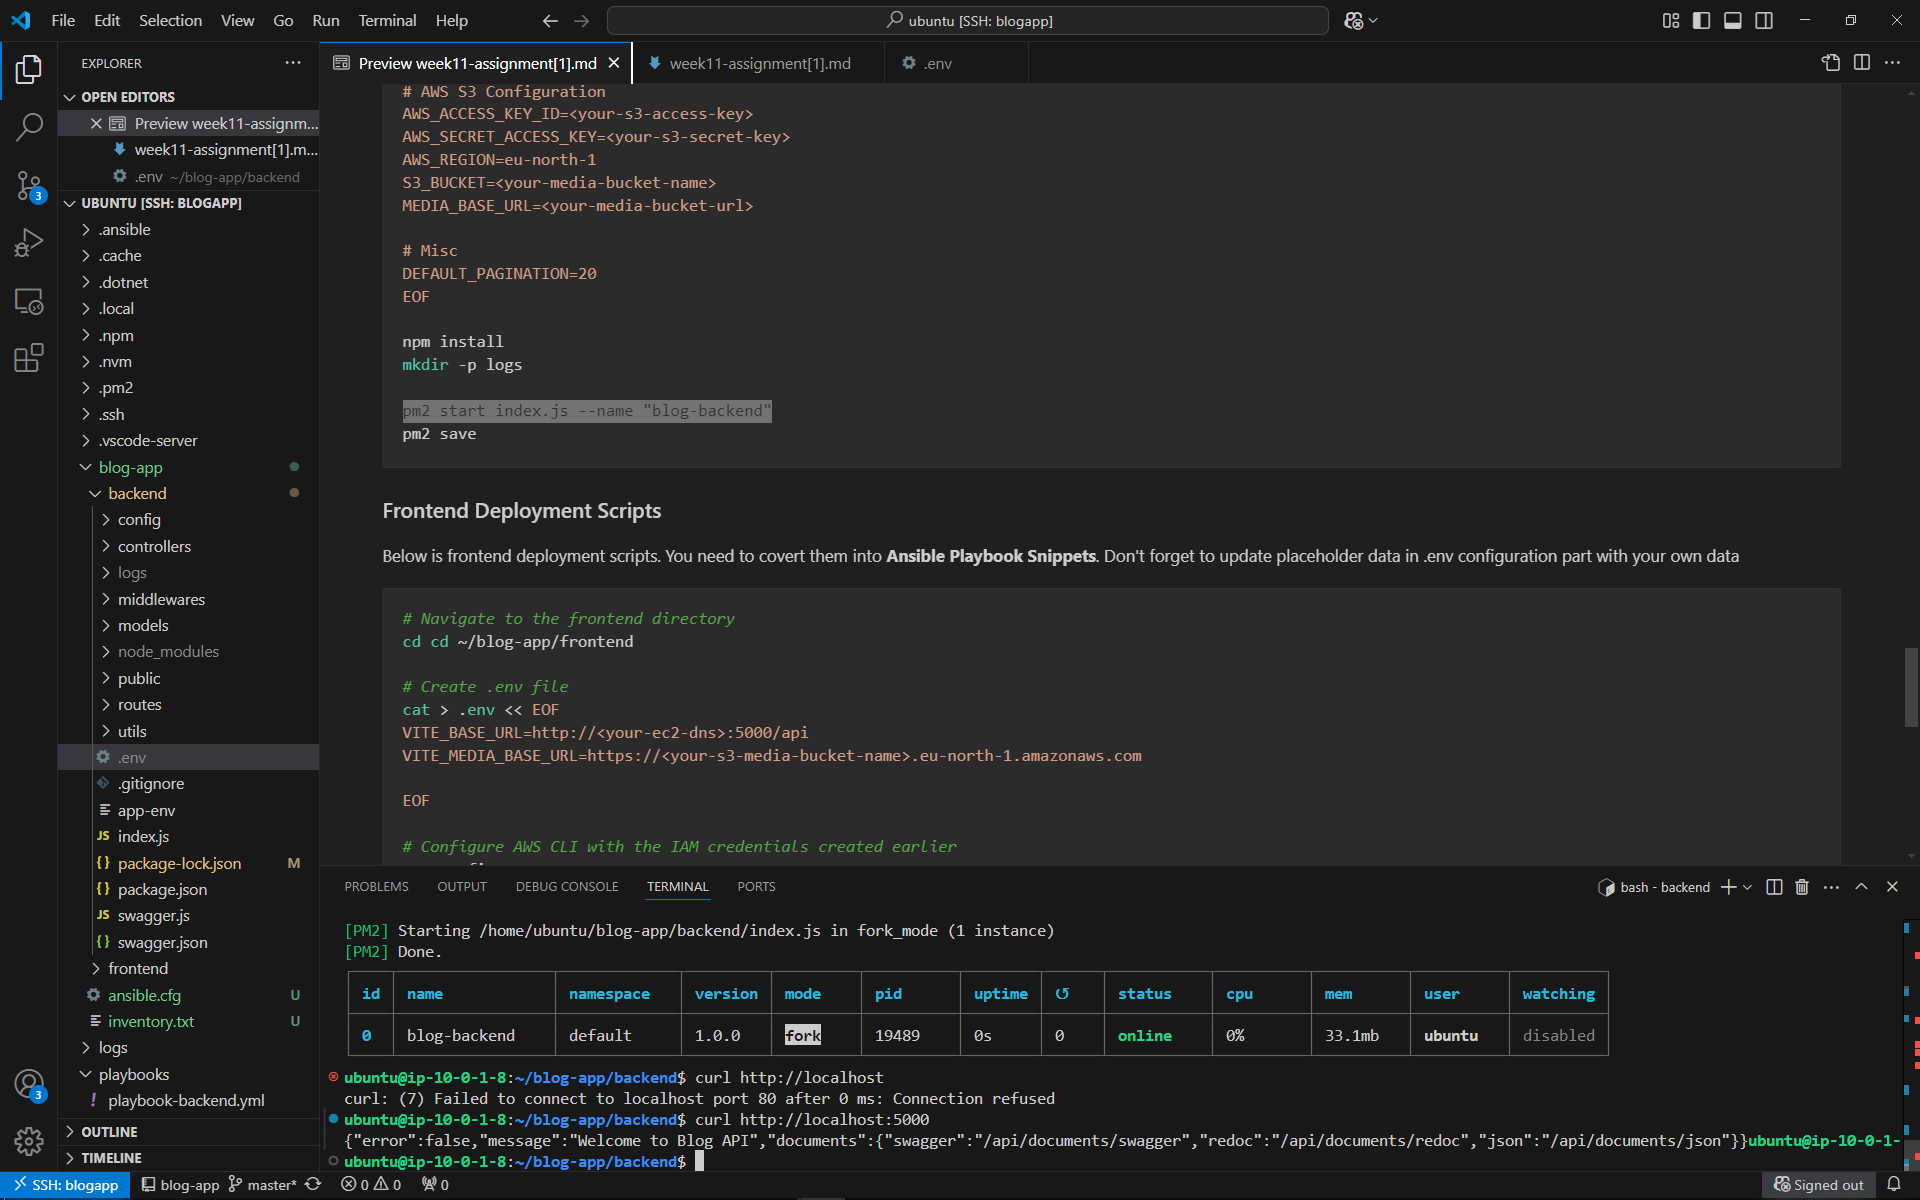 File Edit Selection View Go Run Terminal Help
ubuntu [SSH: blogapp]
EXPLORER
OPEN EDITORS
Preview week11-assignm...
week11-assignment[1].m...
.env ~/blog-app/backend
UBUNTU [SSH: BLOGAPP]
.ansible
.cache
.dotnet
.local
.npm
.nvm
.pm2
.ssh
.vscode-server
blog-app
backend
config
controllers
logs
middlewares
models
node_modules
public
routes
utils
.env
.gitignore
app-env
JS index.js
{} package-lock.json M
{} package.json
JS swagger.js
{} swagger.json
frontend
ansible.cfg U
inventory.txt U
logs
playbooks
! playbook-backend.yml
OUTLINE
TIMELINE
3
3
Preview week11-assignment[1].md
week11-assignment[1].md
.env
# AWS S3 Configuration
AWS_ACCESS_KEY_ID=<your-s3-access-key>
AWS_SECRET_ACCESS_KEY=<your-s3-secret-key>
AWS_REGION=eu-north-1
S3_BUCKET=<your-media-bucket-name>
MEDIA_BASE_URL=<your-media-bucket-url>
# Misc
DEFAULT_PAGINATION=20
EOF
npm install
mkdir -p logs
pm2 start index.js --name "blog-backend"
pm2 save
Frontend Deployment Scripts
Below is frontend deployment scripts. You need to covert them into Ansible Playbook Snippets. Don't forget to update placeholder data in .env configuration part with your own data
# Navigate to the frontend directory
cd cd ~/blog-app/frontend
# Create .env file
cat > .env << EOF
VITE_BASE_URL=http://<your-ec2-dns>:5000/api
VITE_MEDIA_BASE_URL=https://<your-s3-media-bucket-name>.eu-north-1.amazonaws.com
EOF
# Configure AWS CLI with the IAM credentials created earlier
PROBLEMS OUTPUT DEBUG CONSOLE TERMINAL PORTS
bash - backend
[PM2] Starting /home/ubuntu/blog-app/backend/index.js in fork_mode (1 instance)
[PM2] Done.
id name namespace version mode pid uptime ↺ status cpu mem user watching
0 blog-backend default 1.0.0 fork 19489 0s 0 online 0% 33.1mb ubuntu disabled
ubuntu@ip-10-0-1-8:~/blog-app/backend$ curl http://localhost
curl: (7) Failed to connect to localhost port 80 after 0 ms: Connection refused
ubuntu@ip-10-0-1-8:~/blog-app/backend$ curl http://localhost:5000
{"error":false,"message":"Welcome to Blog API","documents":{"swagger":"/api/documents/swagger","redoc":"/api/documents/redoc","json":"/api/documents/json"}}ubuntu@ip-10-0-1-
ubuntu@ip-10-0-1-8:~/blog-app/backend$
SSH: blogapp blog-app master* 0 0 0 Signed out